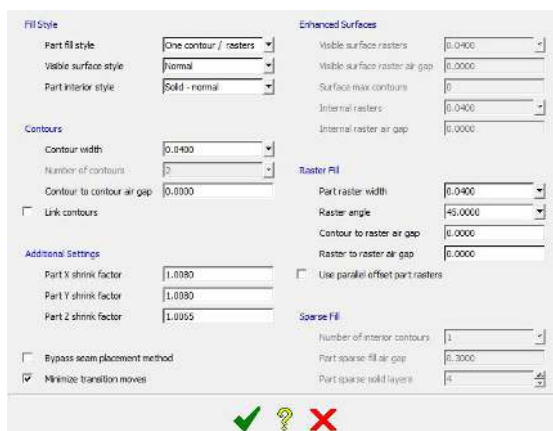 Fill Style
Part fill style One contour / rasters
Visible surface style Normal
Part interior style Solid - normal
Contours
Contour width 0.0400
Number of contours 2
Contour to contour air gap 0.0000
Link contours
Additional Settings
Part X shrink factor 1.0080
Part Y shrink factor 1.0080
Part Z shrink factor 1.0065
Bypass seam placement method
Minimize transition moves
Enhanced Surfaces
Visible surface rasters 0.0400
Visible surface raster air gap 0.0000
Surface max contours 0
Internal rasters 0.0400
Internal raster air gap 0.0000
Raster Fill
Part raster width 0.0400
Raster angle 45.0000
Contour to raster air gap 0.0000
Raster to raster air gap 0.0000
Use parallel offset part rasters
Sparse Fill
Number of interior contours 1
Part sparse fill air gap 0.3000
Part sparse solid layers 4